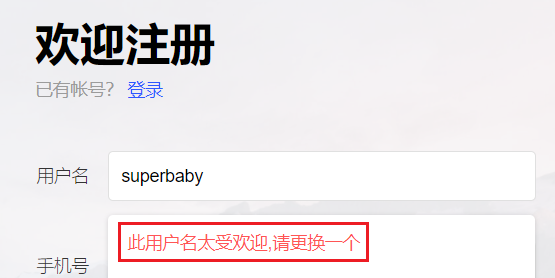 欢迎注册
已有帐号? 登录
用户名 superbaby
此用户名太受欢迎,请更换一个
手机号